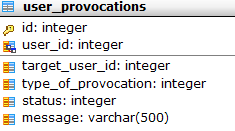 user_provocations
id: integer
user_id: integer
target_user_id: integer
type_of_provocation: integer
status: integer
message: varchar(500)